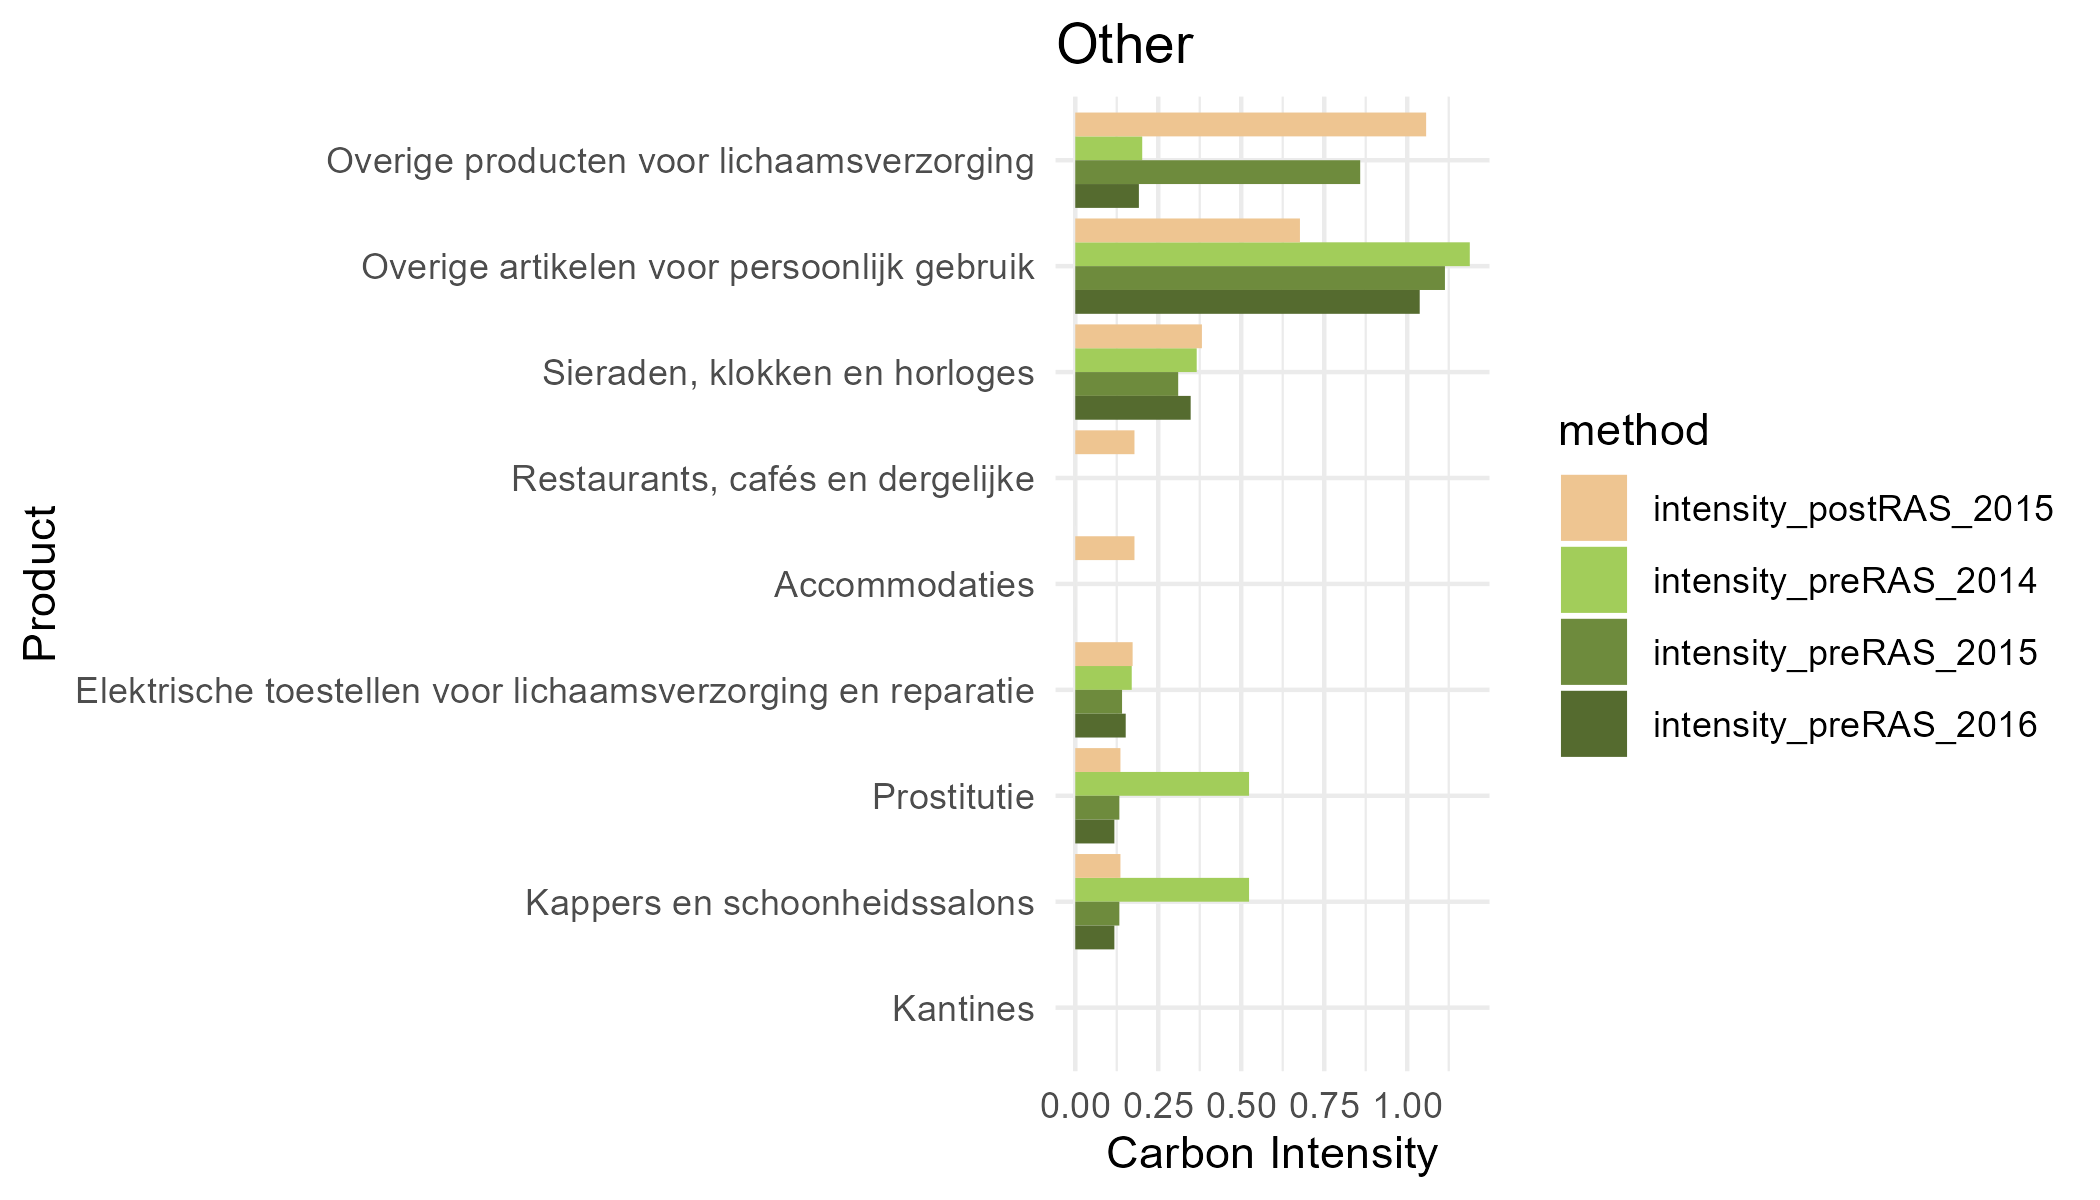 Other
Product
Overige producten voor lichaamsverzorging
Overige artikelen voor persoonlijk gebruik
Sieraden, klokken en horloges
Restaurants, cafés en dergelijke
Accommodaties
Elektrische toestellen voor lichaamsverzorging en reparatie
Prostitutie
Kappers en schoonheidssalons
Kantines
0.00 0.25 0.50 0.75 1.00
Carbon Intensity
method
intensity_postRAS_2015
intensity_preRAS_2014
intensity_preRAS_2015
intensity_preRAS_2016